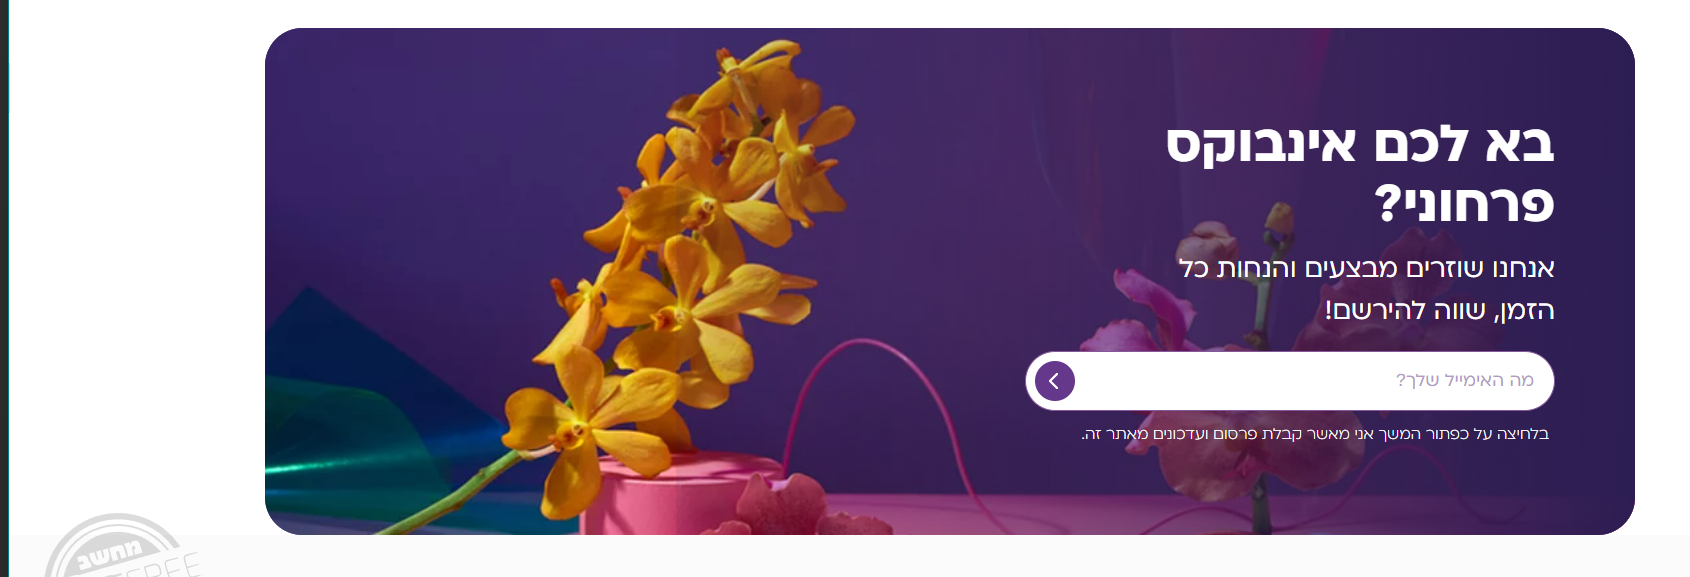 בא לכם אינבוקס
פרחוני?
אנחנו שוזרים מבצעים והנחות כל
הזמן, שווה להירשם!
מה האימייל שלך?
בלחיצה על כפתור המשך אני מאשר קבלת פרסום ועדכונים מאתר זה.
מחשב